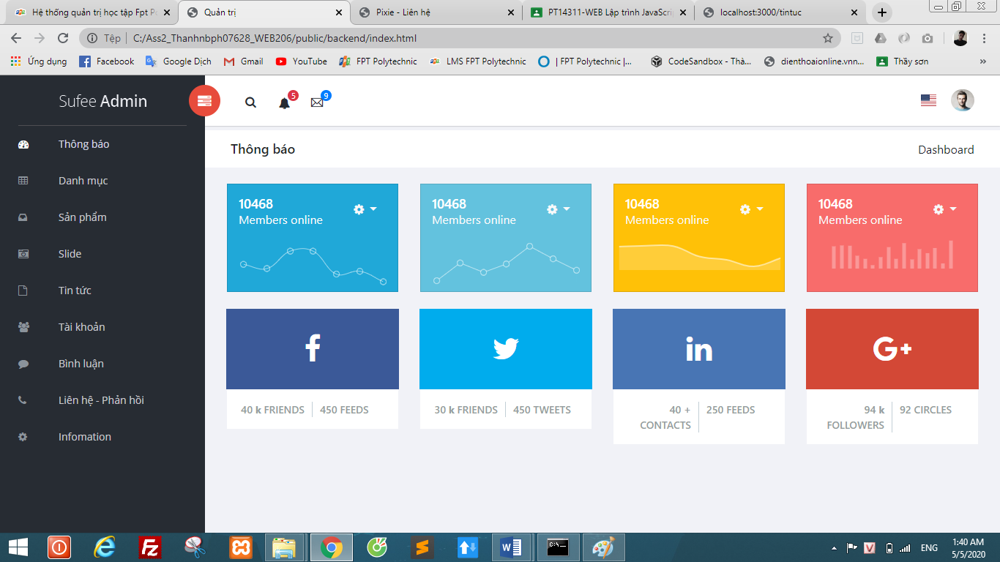 Hệ thống quản trị học tập Fpt Po
Quản trị
Pixie - Liên hệ
PT14311-WEB Lập trình JavaScri
localhost:3000/tintuc
Tệp
C:/Ass2_Thanhnbph07628_WEB206/public/backend/index.html
Ứng dụng
Facebook
Google Dịch
Gmail
YouTube
FPT Polytechnic
LMS FPT Polytechnic
| FPT Polytechnic |...
CodeSandbox - Thà...
dienthoaionline.vnn...
Thầy sơn
»
Sufee Admin
5
9
Thông báo
Danh mục
Sản phẩm
Slide
Tin tức
Tài khoản
Bình luận
Liên hệ - Phản hồi
Infomation
Thông báo
Dashboard
10468
Members online
10468
Members online
10468
Members online
10468
Members online
40 k FRIENDS
450 FEEDS
30 k FRIENDS
450 TWEETS
40 +
CONTACTS
250 FEEDS
94 k
FOLLOWERS
92 CIRCLES
ENG
1:40 AM
5/5/2020